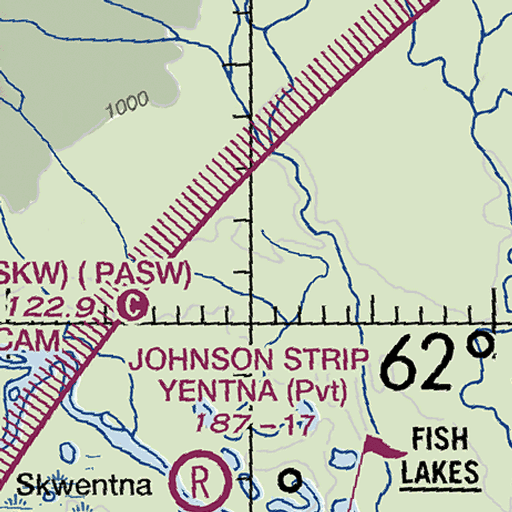 1000
SKW) ( PASW)
122.9 C
CAM
JOHNSON STRIP
YENTNA (Pvt)
187 - 17
62°
FISH
LAKES
Skwentna
R